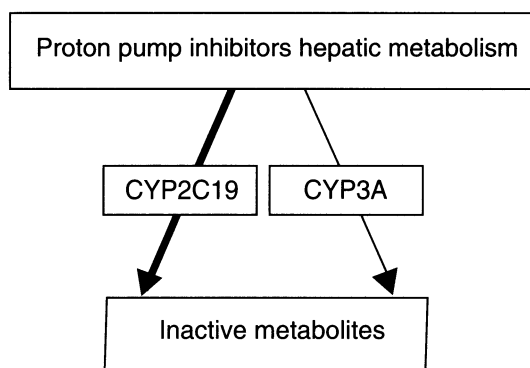 Proton pump inhibitors hepatic metabolism
CYP2C19
CYP3A
Inactive metabolites